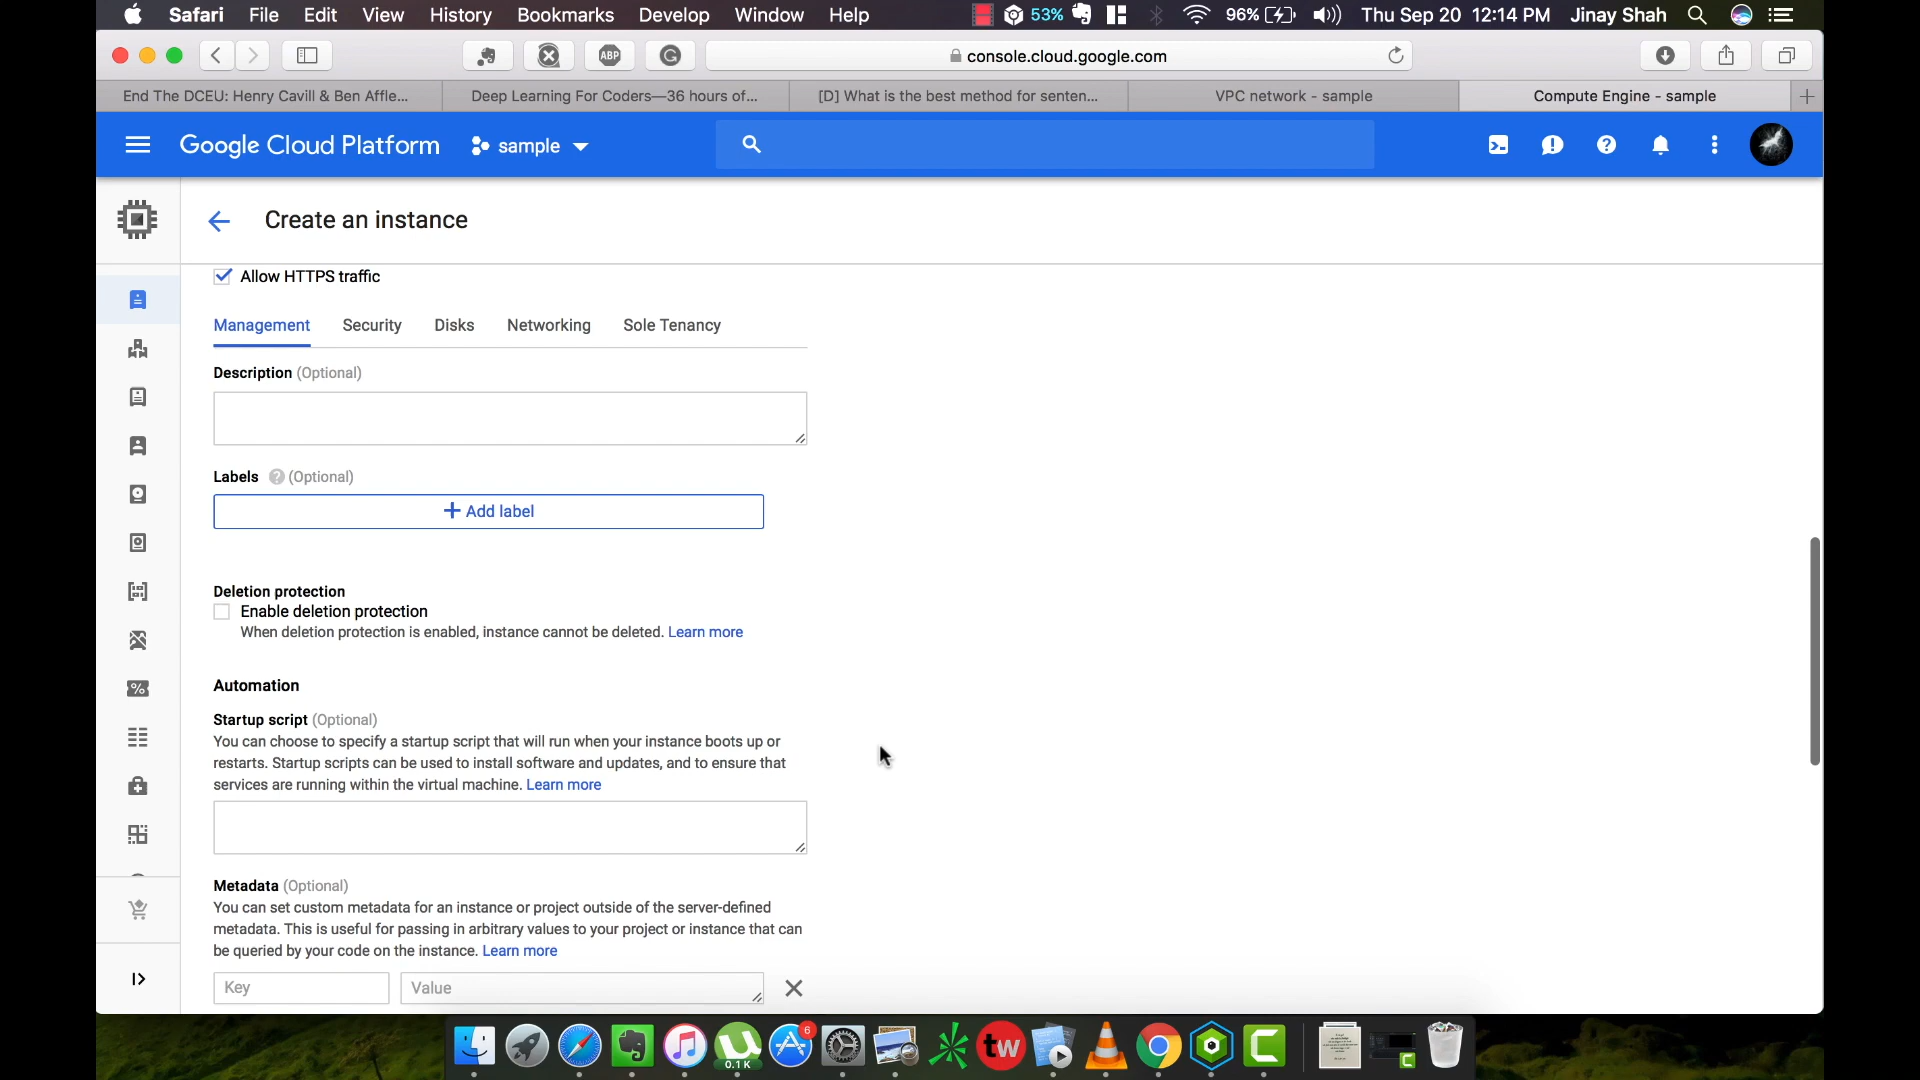 Safari File Edit View History Bookmarks Develop Window Help 53% 96% Thu Sep 20 12:14 PM Jinay Shah
ABP
console.cloud.google.com
End The DCEU: Henry Cavill & Ben Affle...
Deep Learning For Coders—36 hours of...
[D] What is the best method for senten...
VPC network - sample
Compute Engine - sample
Google Cloud Platform sample
Create an instance
Allow HTTPS traffic
Management Security Disks Networking Sole Tenancy
Description (Optional)
Labels ? (Optional)
+ Add label
Deletion protection
Enable deletion protection
When deletion protection is enabled, instance cannot be deleted. Learn more
Automation
Startup script (Optional)
You can choose to specify a startup script that will run when your instance boots up or
restarts. Startup scripts can be used to install software and updates, and to ensure that
services are running within the virtual machine. Learn more
Metadata (Optional)
You can set custom metadata for an instance or project outside of the server-defined
metadata. This is useful for passing in arbitrary values to your project or instance that can
be queried by your code on the instance. Learn more
Key
Value
0.1 K
6
tw